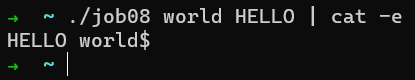 → ~ ./job08 world HELLO | cat -e
HELLO world$
→ ~